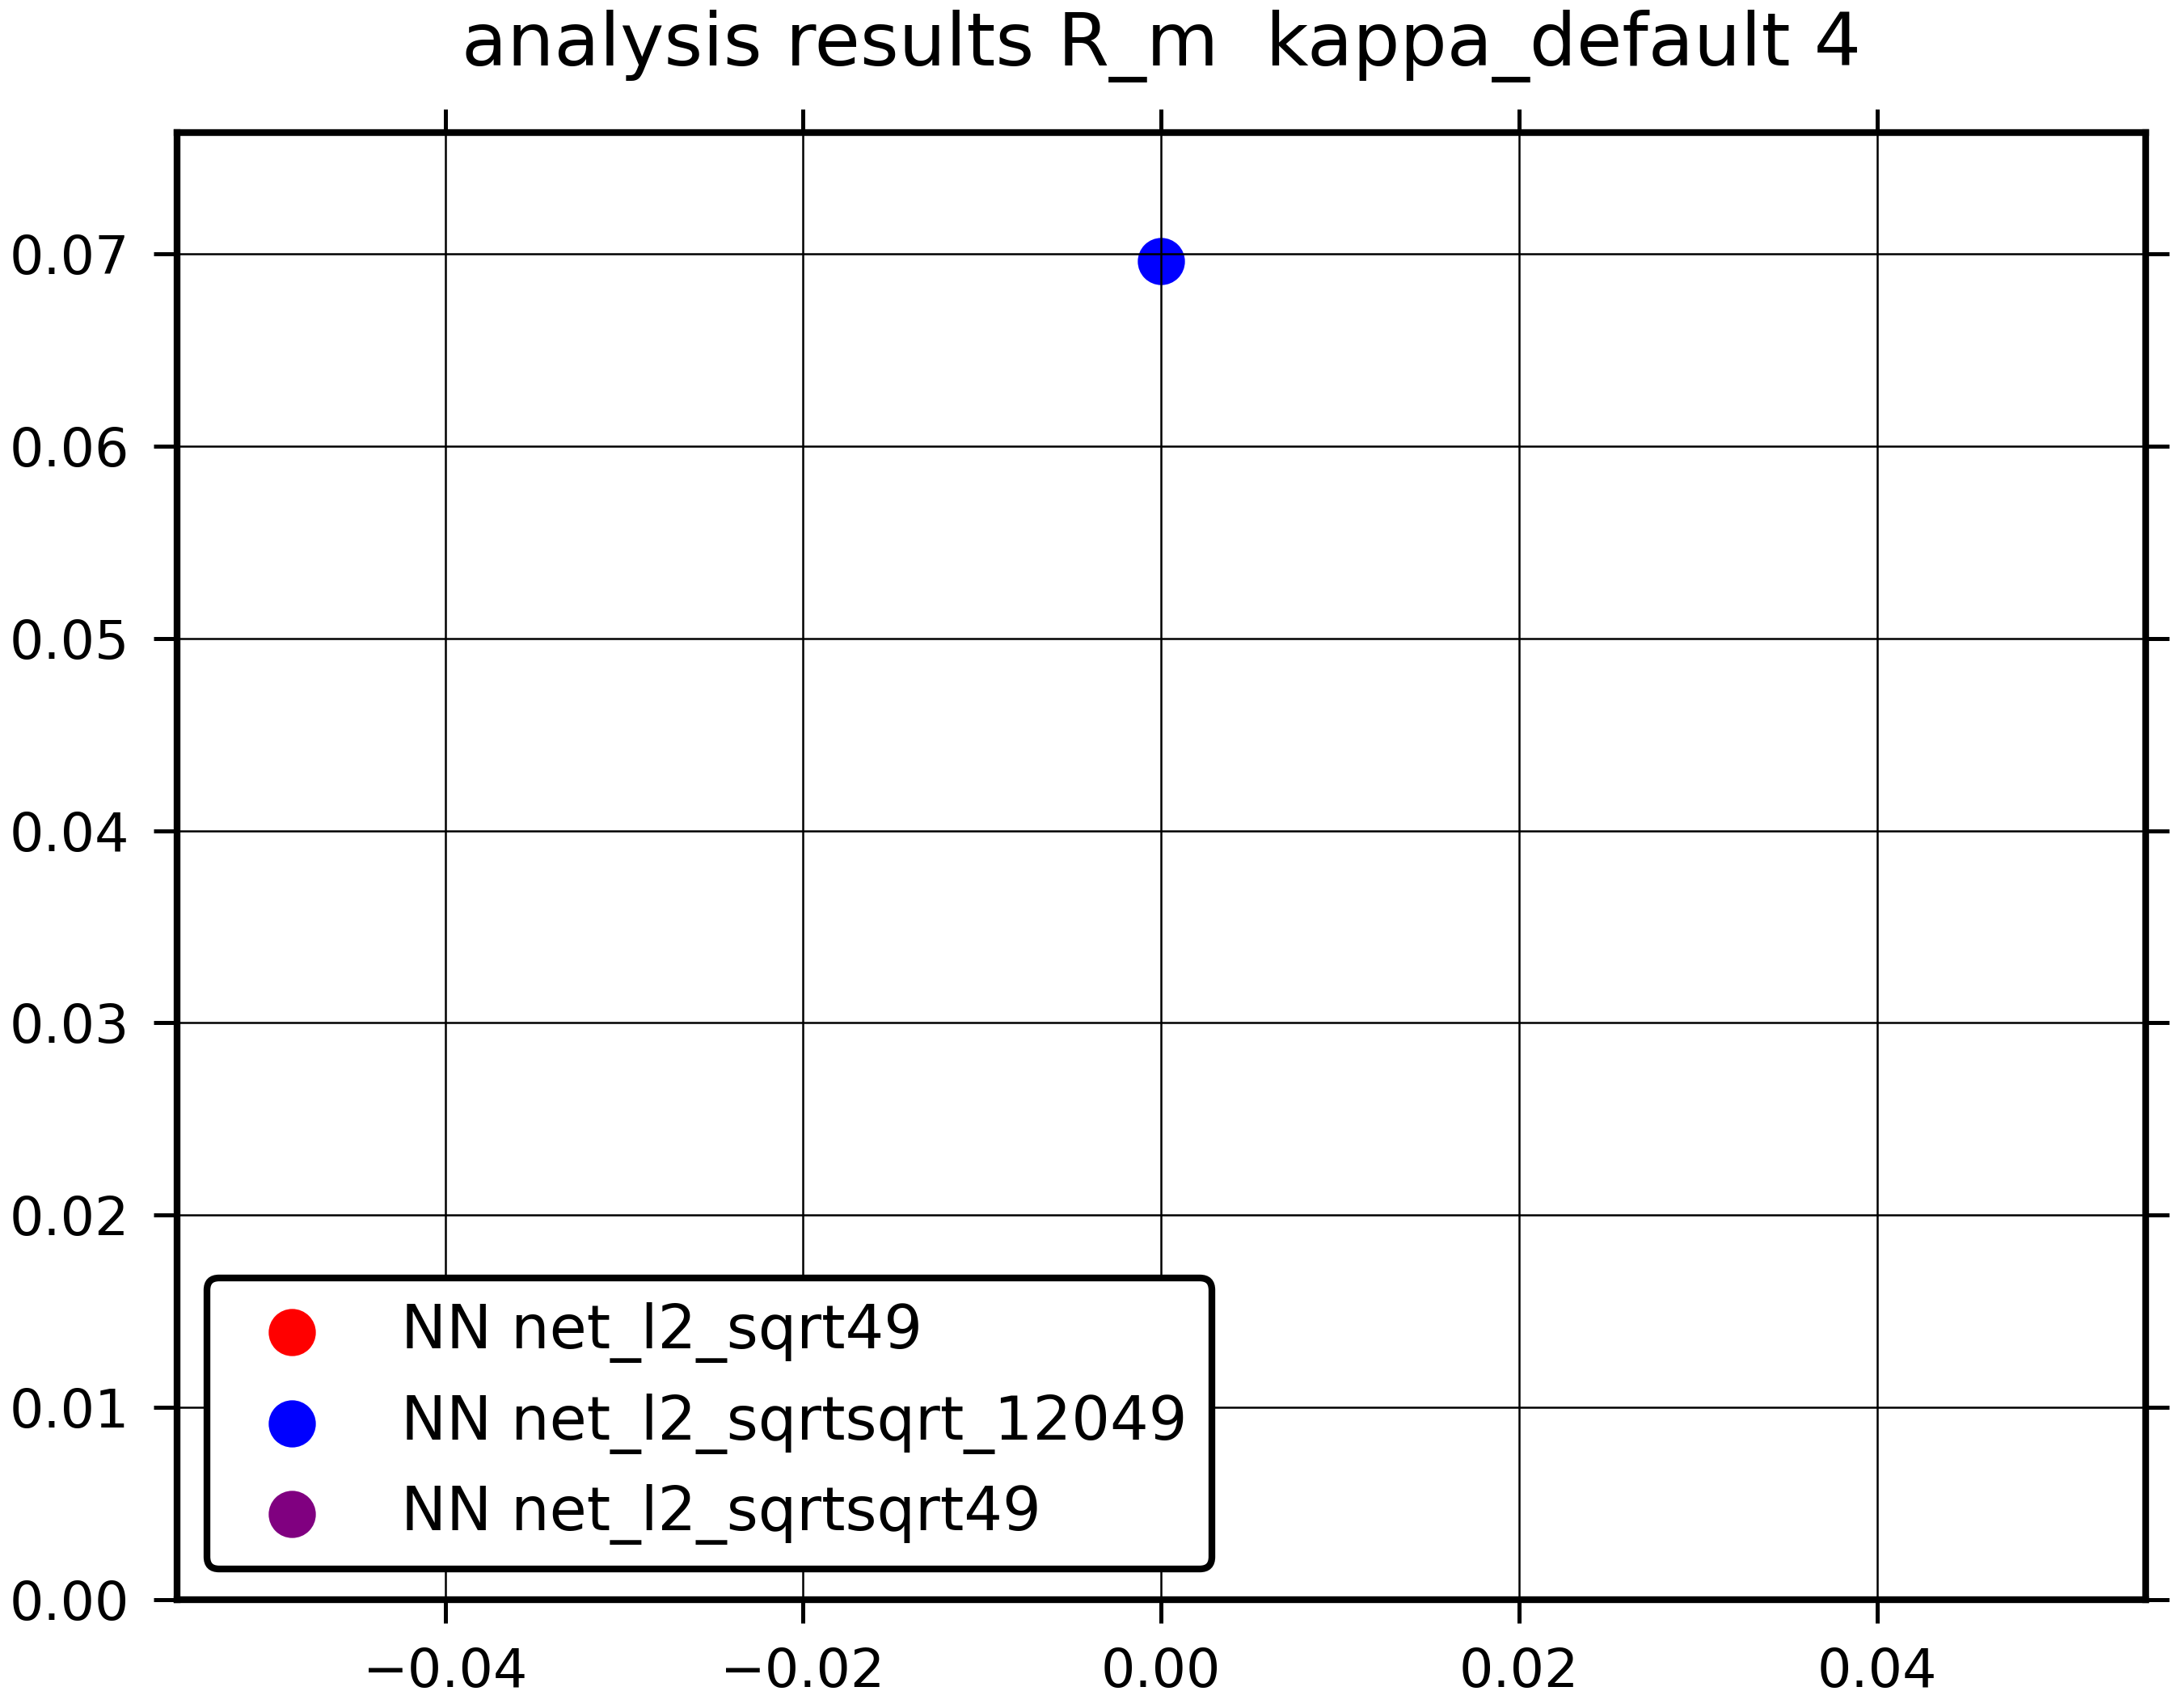 analysis results R_m  kappa_default 4
0.07
0.06
0.05
0.04
0.03
0.02
0.01
0.00
NN net_l2_sqrt49
NN net_l2_sqrtsqrt_12049
NN net_l2_sqrtsqrt49
−0.04 −0.02 0.00 0.02 0.04